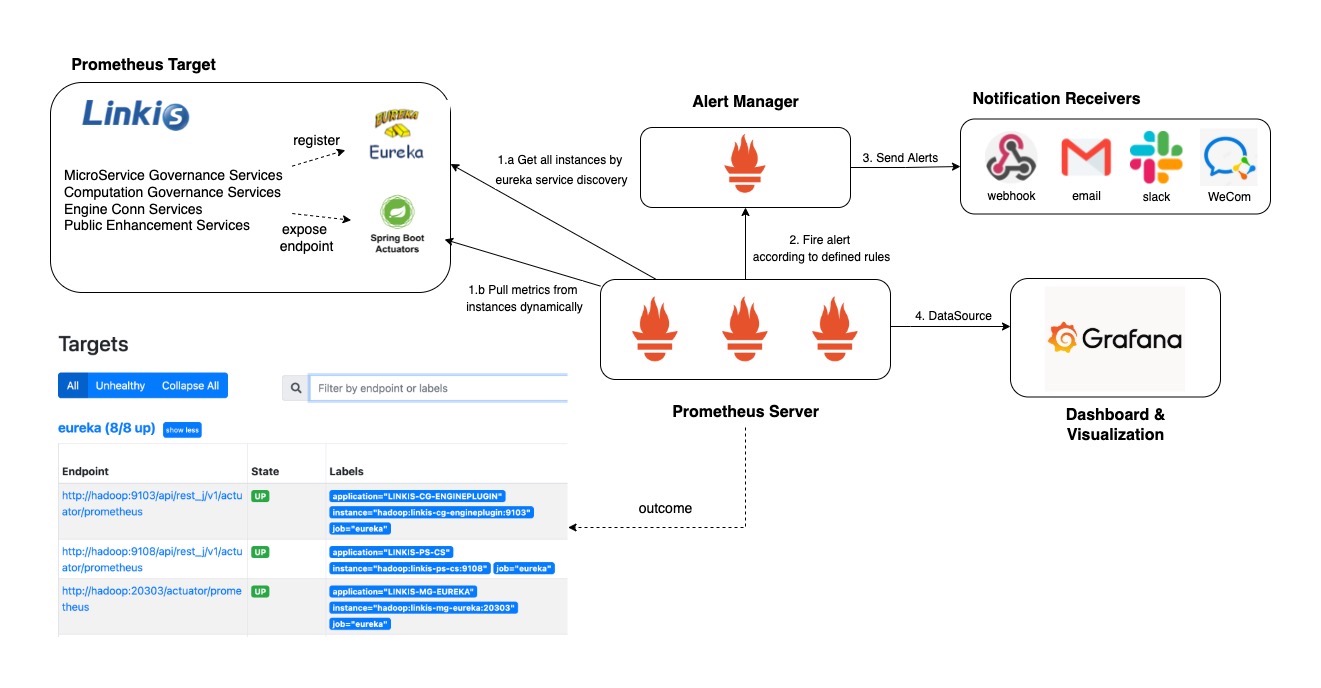 Prometheus Target
Linkis
register
EUREKA
Eureka
MicroService Governance Services
Computation Governance Services
Engine Conn Services
Public Enhancement Services
expose
endpoint
Spring Boot
Actuators
1.a Get all instances by
eureka service discovery
1.b Pull metrics from
instances dynamically
Alert Manager
2. Fire alert
according to defined rules
3. Send Alerts
Notification Receivers
webhook
email
slack
WeCom
4. DataSource
Grafana
Dashboard &
Visualization
Prometheus Server
outcome
Targets
All
Unhealthy
Collapse All
Filter by endpoint or labels
eureka (8/8 up)
show less
Endpoint
State
Labels
http://hadoop:9103/api/rest_j/v1/actu
ator/prometheus
UP
application="LINKIS-CG-ENGINEPLUGIN"
instance="hadoop:linkis-cg-engineplugin:9103"
job="eureka"
http://hadoop:9108/api/rest_j/v1/actu
ator/prometheus
UP
application="LINKIS-PS-CS"
instance="hadoop:linkis-ps-cs:9108" job="eureka"
http://hadoop:20303/actuator/prome
theus
UP
application="LINKIS-MG-EUREKA"
instance="hadoop:linkis-mg-eureka:20303"
job="eureka"